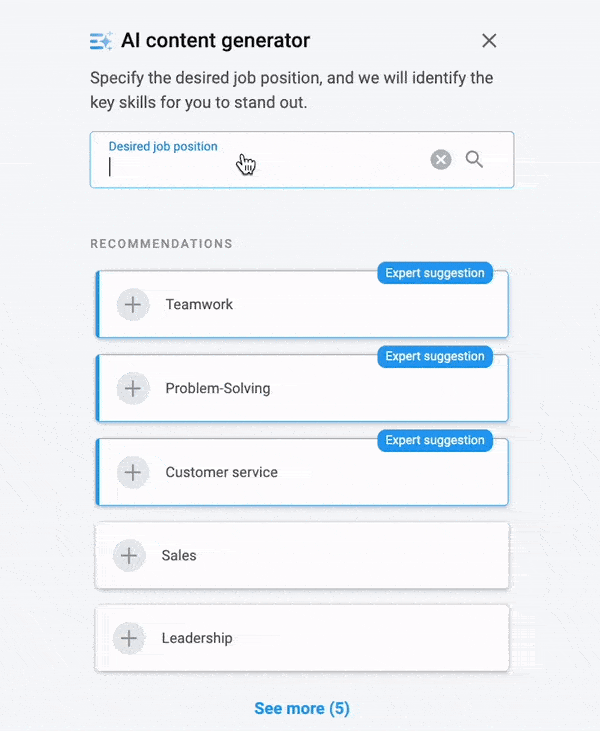 AI content generator
Specify the desired job position, and we will identify the
key skills for you to stand out.
Desired job position
RECOMMENDATIONS
Expert suggestion
Teamwork
Expert suggestion
Problem-Solving
Expert suggestion
Customer service
Sales
Leadership
See more (5)